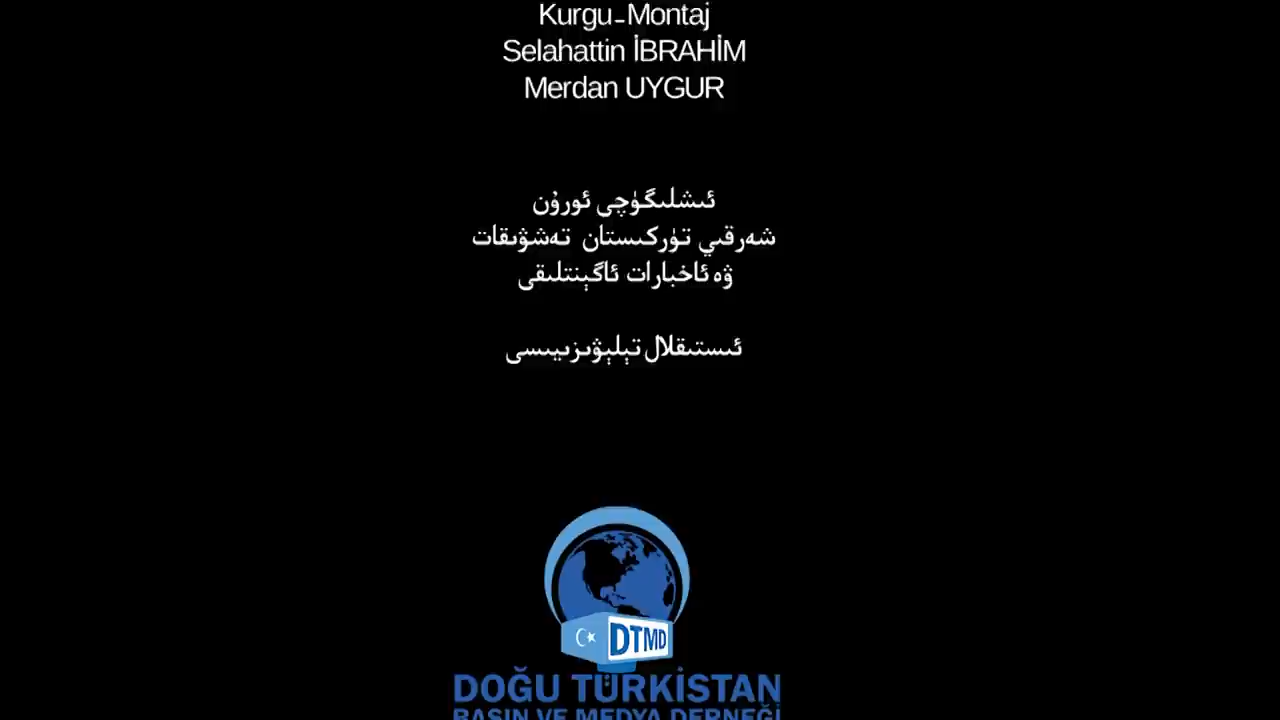 Kurgu-Montaj
Selahattin İBRAHİM
Merdan UYGUR
ئىشلىگۈچى ئورۇن
شەرقىي تۈركىستان تەشۋىقات
ۋە ئاخبارات ئاگېنتلىقى
ئىستىقلال تېلېۋىزىيىسى
DTMD
DOĞU TÜRKİSTAN
BASIN VE MEDYA DERNEĞİ